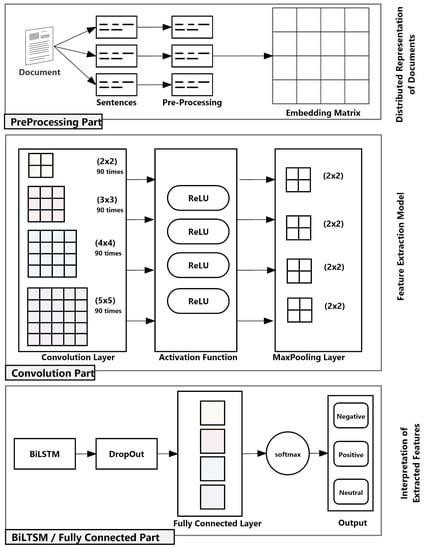 Document
Sentences
Pre-Processing
Embedding Matrix
PreProcessing Part
Distributed Representation
of Documents
(2x2)
90 times
(3x3)
90 times
(4x4)
90 times
(5x5)
90 times
ReLU
ReLU
ReLU
ReLU
(2x2)
(2x2)
(2x2)
(2x2)
Convolution Layer
Activation Function
MaxPooling Layer
Convolution Part
Feature Extraction Model
BiLSTM
DropOut
Fully Connected Layer
softmax
Negative
Positive
Neutral
Output
BiLTSM / Fully Connected Part
Interpretation of
Extracted Features